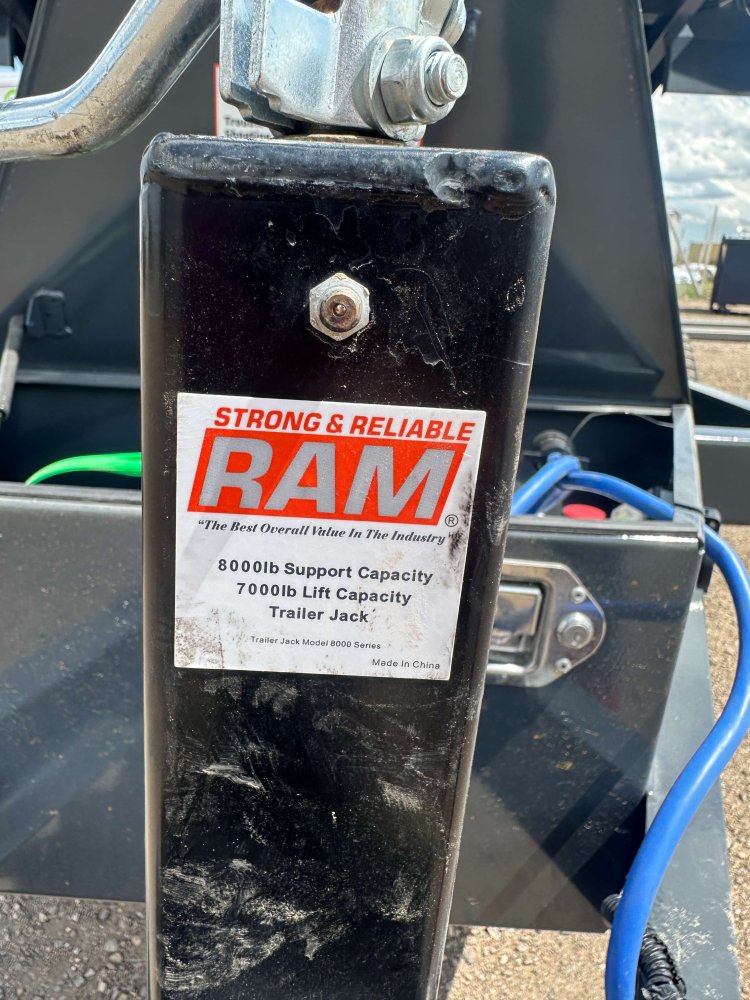 STRONG & RELIABLE
RAM®
"The Best Overall Value In The Industry"
8000lb Support Capacity
7000lb Lift Capacity
Trailer Jack
Trailer Jack Model 8000 Series
Made In China